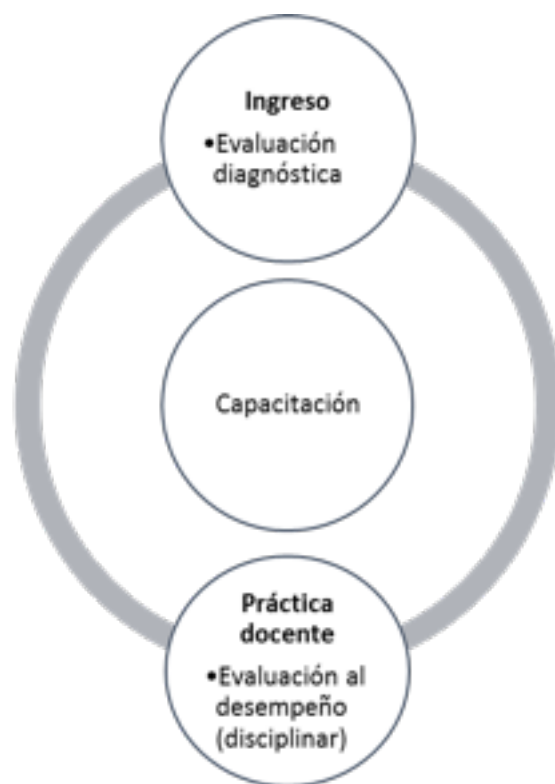 Ingreso
•Evaluación
diagnóstica
Capacitación
Práctica
docente
•Evaluación al
desempeño
(disciplinar)